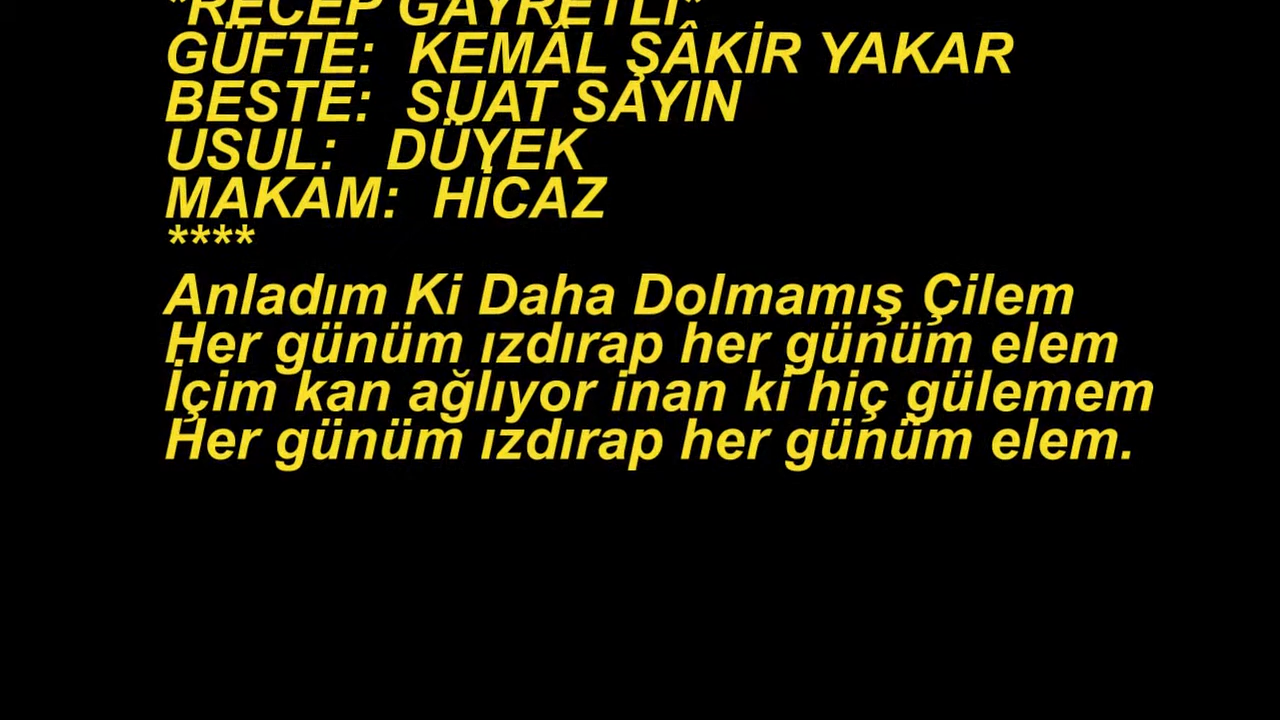 "RECEP GAYRETLİ"
GÜFTE: KEMÂL ŞÂKİR YAKAR
BESTE: SUAT SAYIN
USUL: DÜYEK
MAKAM: HİCAZ
****
Anladım Ki Daha Dolmamış Çilem
Her günüm ızdırap her günüm elem
İçim kan ağlıyor inan ki hiç gülemem
Her günüm ızdırap her günüm elem.